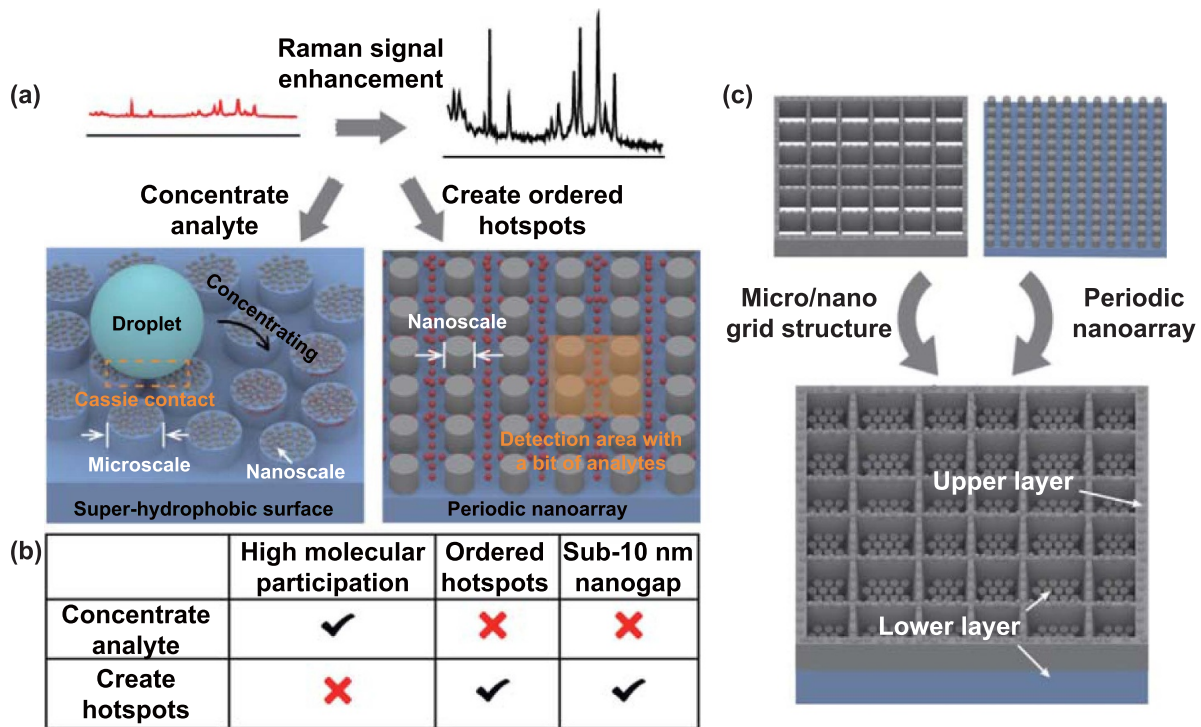 (a)
Raman signal
enhancement
Concentrate
analyte
Create ordered
hotspots
Droplet
Concentrating
Cassie contact
Microscale
Nanoscale
Super-hydrophobic surface
Nanoscale
Detection area with
a bit of analytes
Periodic nanoarray
(b)
High molecular
participation
Ordered
hotspots
Sub-10 nm
nanogap
Concentrate
analyte
Create
hotspots
(c)
Micro/nano
grid structure
Periodic
nanoarray
Upper layer
Lower layer